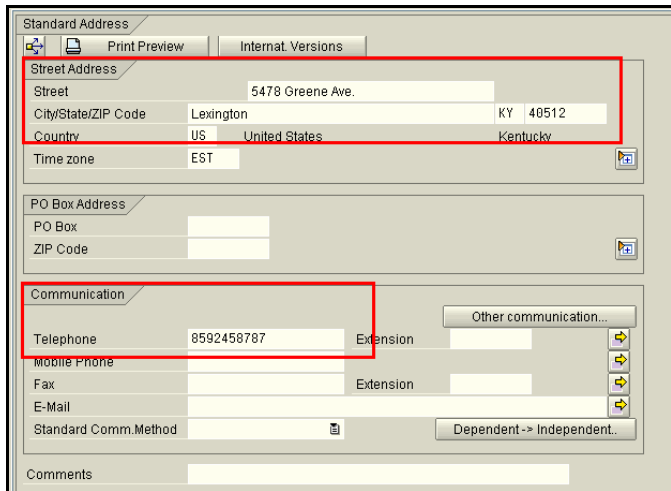 Standard Address
Print Preview Internat. Versions
Street Address
Street 5478 Greene Ave.
City/State/ZIP Code Lexington KY 40512
Country US United States Kentucky
Time zone EST
PO Box Address
PO Box
ZIP Code
Communication
Other communication...
Telephone 8592458787 Extension
Mobile Phone
Fax Extension
E-Mail
Standard Comm.Method Dependent -> Independent..
Comments